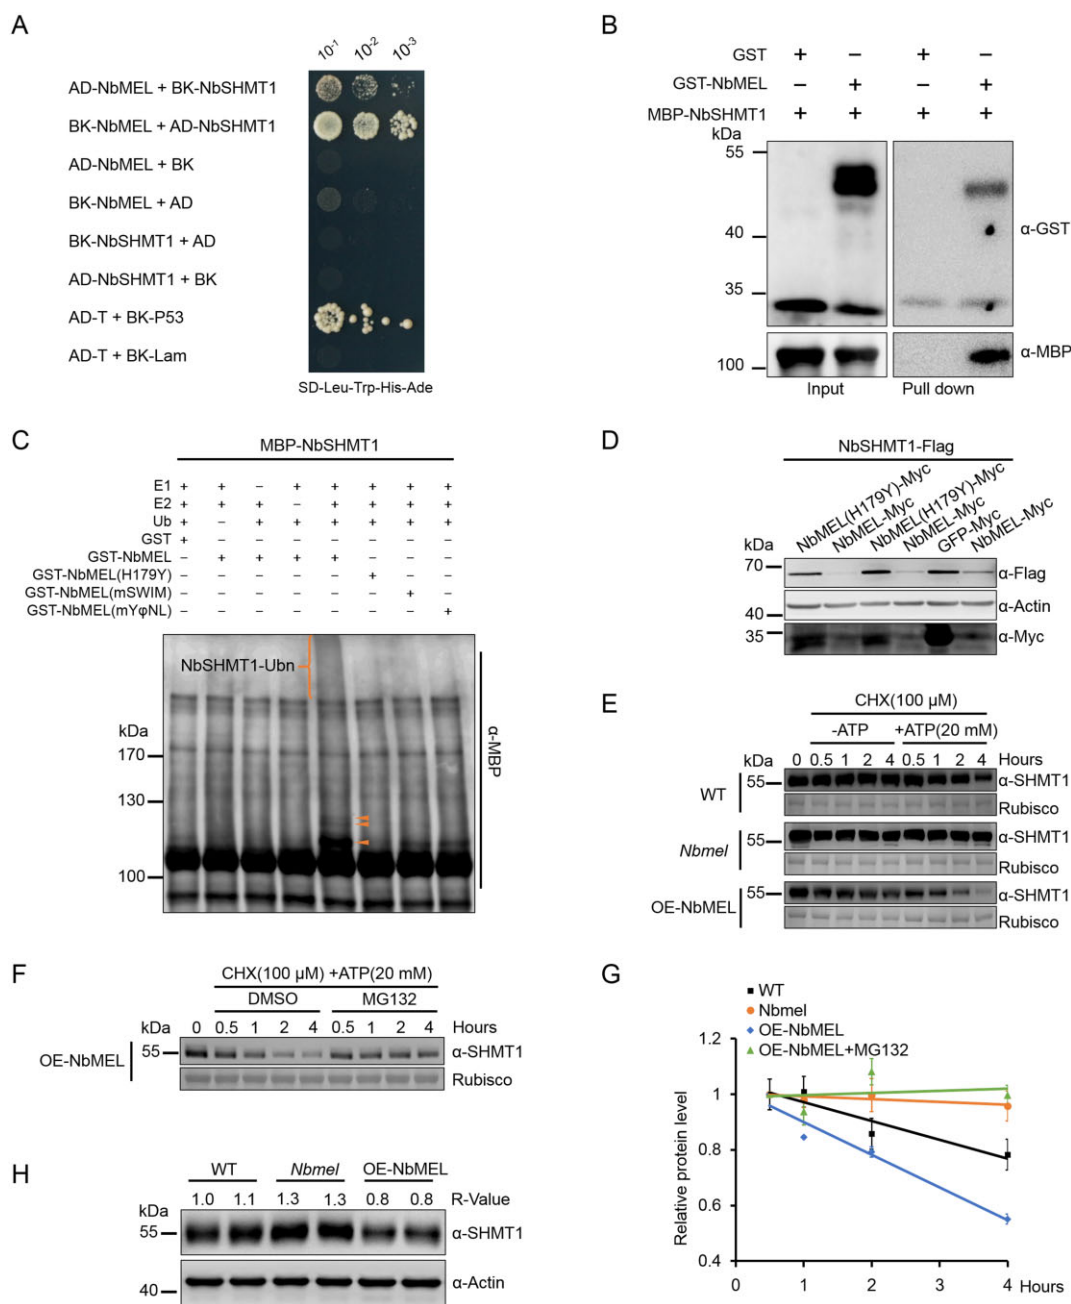 A
10-1 10-2 10-3
AD-NbMEL + BK-NbSHMT1
BK-NbMEL + AD-NbSHMT1
AD-NbMEL + BK
BK-NbMEL + AD
BK-NbSHMT1 + AD
AD-NbSHMT1 + BK
AD-T + BK-P53
AD-T + BK-Lam
SD-Leu-Trp-His-Ade
B
GST + – + –
GST-NbMEL – + – +
MBP-NbSHMT1 + + + +
kDa
55
40
35
100
α-GST
α-MBP
Input Pull down
C
MBP-NbSHMT1
E1 + + – + + + + +
E2 + + + – + + + +
Ub + – + + + + + +
GST + – – – – – – –
GST-NbMEL – + + + + – – –
GST-NbMEL(H179Y) – – – – – + – –
GST-NbMEL(mSWIM) – – – – – – + –
GST-NbMEL(mYφNL) – – – – – – – +
NbSHMT1-Ubn
kDa
170
130
100
α-MBP
D
NbSHMT1-Flag
NbMEL(H179Y)-Myc
NbMEL-Myc
NbMEL(H179Y)-Myc
NbMEL-Myc
GFP-Myc
NbMEL-Myc
kDa
70
40
35
α-Flag
α-Actin
α-Myc
E
CHX(100 μM)
-ATP +ATP(20 mM)
kDa 0 0.5 1 2 4 0.5 1 2 4 Hours
WT 55 α-SHMT1
Rubisco
Nbmel 55 α-SHMT1
Rubisco
OE-NbMEL 55 α-SHMT1
Rubisco
F
CHX(100 μM) +ATP(20 mM)
DMSO MG132
kDa 0 0.5 1 2 4 0.5 1 2 4 Hours
OE-NbMEL 55 α-SHMT1
Rubisco
G
WT
Nbmel
OE-NbMEL
OE-NbMEL+MG132
Relative protein level
1.2
1
0.8
0.6
0.4
0 1 2 3 4 Hours
H
WT Nbmel OE-NbMEL
kDa 1.0 1.1 1.3 1.3 0.8 0.8 R-Value
55 α-SHMT1
40 α-Actin